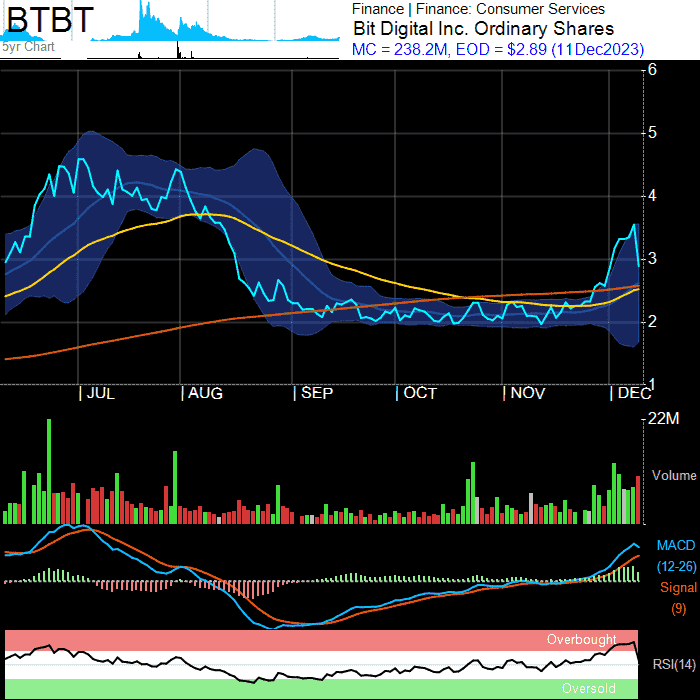 BTBT
5yr Chart
Finance | Finance: Consumer Services
Bit Digital Inc. Ordinary Shares
MC = 238.2M, EOD = $2.89 (11Dec2023)
6
5
4
3
2
1
JUL
AUG
SEP
OCT
NOV
DEC
22M
Volume
MACD
(12-26)
Signal
(9)
Overbought
RSI(14)
Oversold